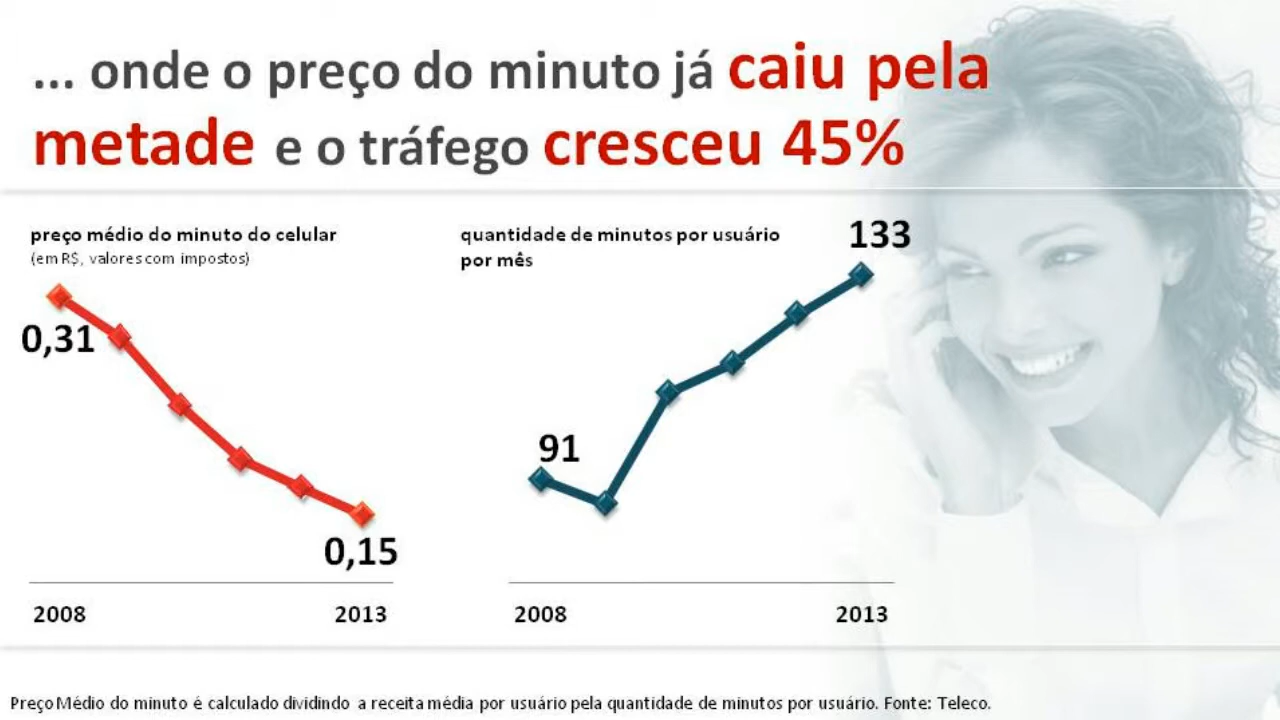 ... onde o preço do minuto já caiu pela
metade e o tráfego cresceu 45%
preço médio do minuto do celular
(em R$, valores com impostos)
0,31
0,15
2008
2013
quantidade de minutos por usuário
por mês
133
91
2008
2013
Preço Médio do minuto é calculado dividindo a receita média por usuário pela quantidade de minutos por usuário. Fonte: Teleco.